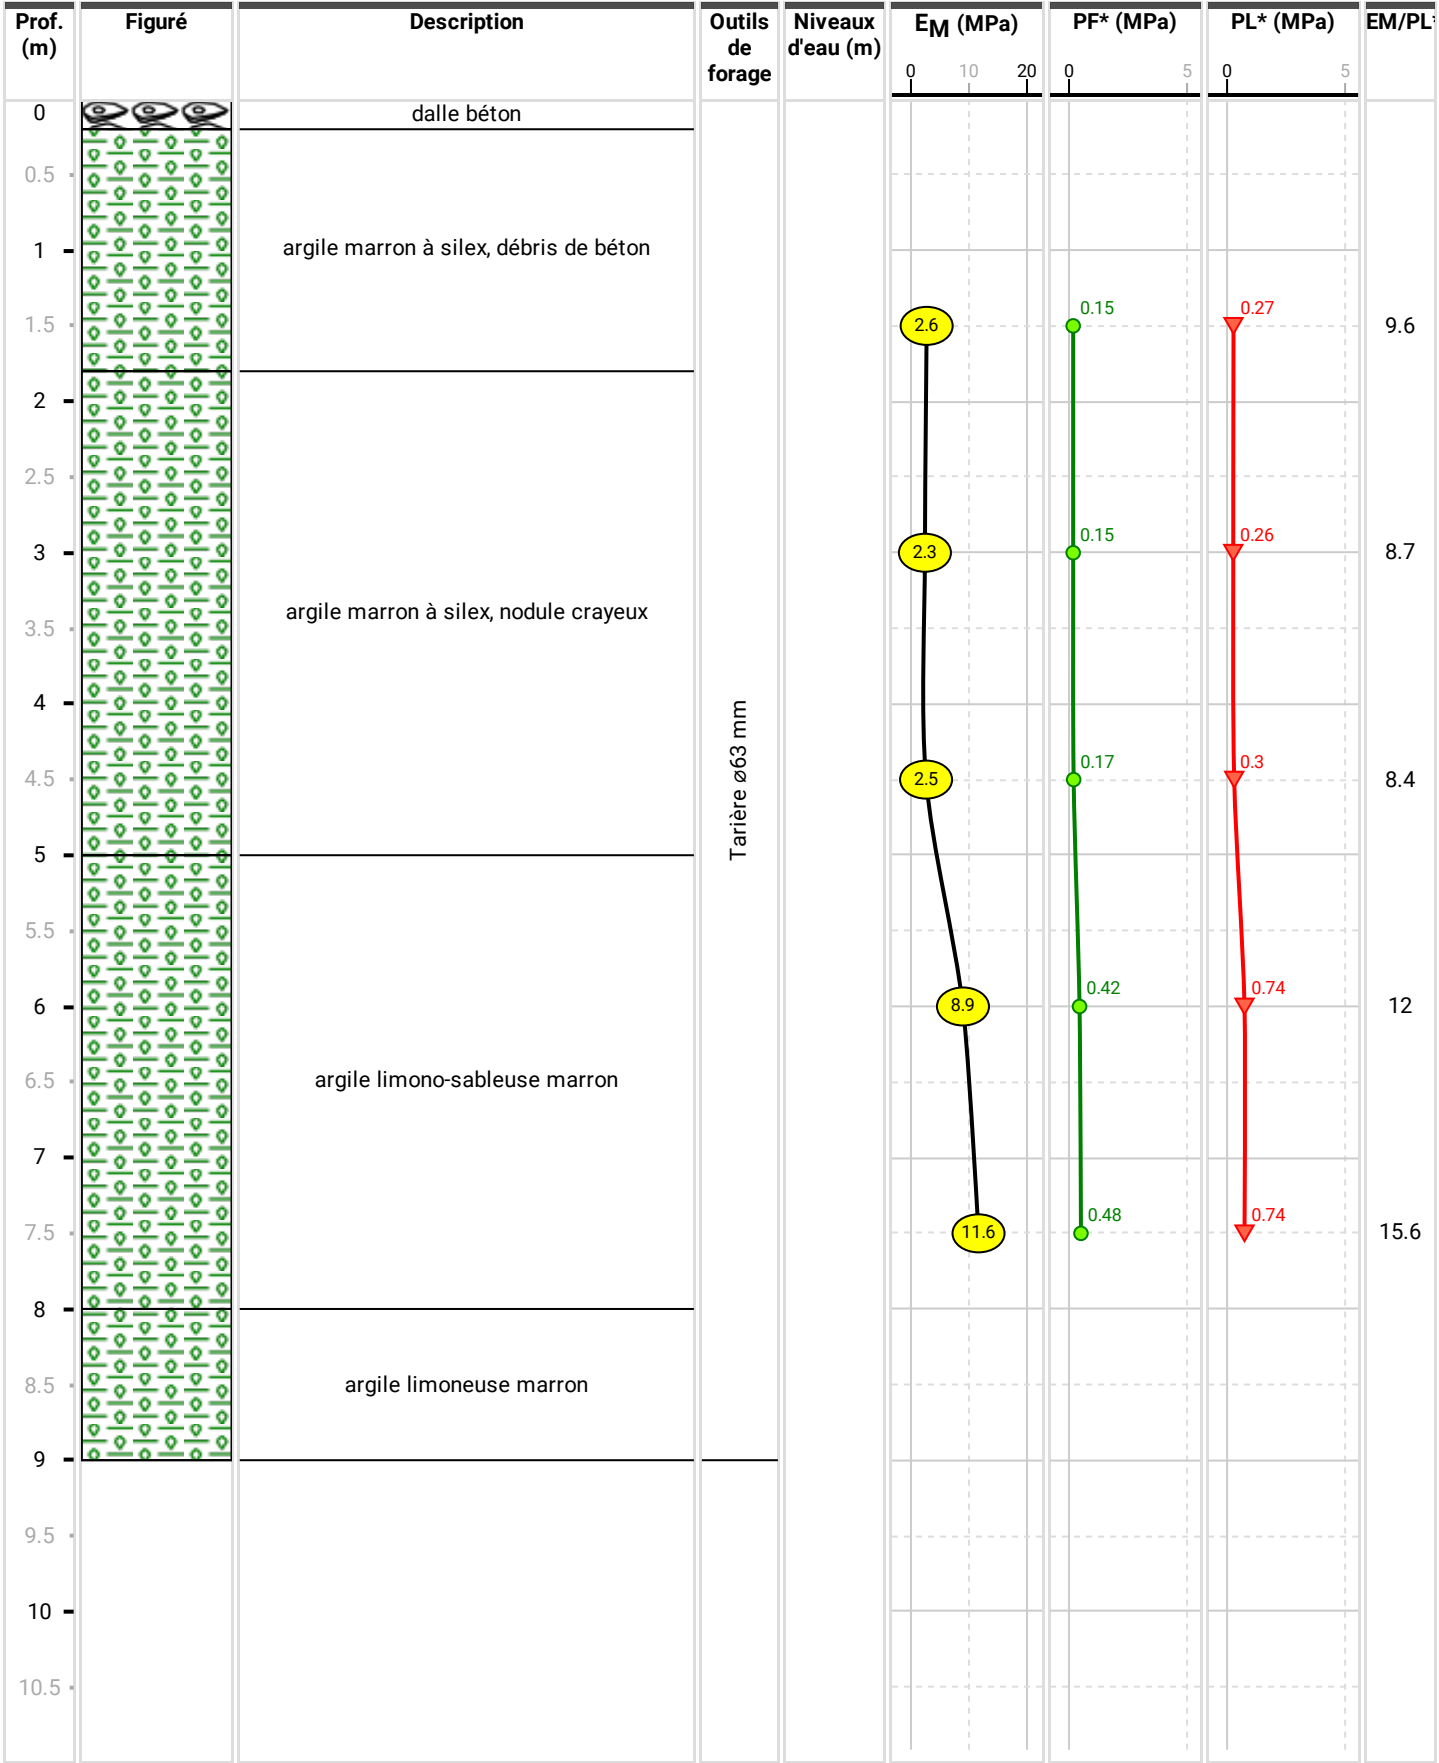 Prof. (m)
Figuré
Description
Outils de forage
Niveaux d'eau (m)
EM (MPa)
PF* (MPa)
PL* (MPa)
EM/PL*
0 10 20
0 5
0 5
0
dalle béton
0.5
1
argile marron à silex, débris de béton
1.5
2.6
0.15
0.27
9.6
2
2.5
3
2.3
0.15
0.26
8.7
argile marron à silex, nodule crayeux
3.5
4
Tarière ø63 mm
4.5
2.5
0.17
0.3
8.4
5
5.5
6
8.9
0.42
0.74
12
argile limono-sableuse marron
6.5
7
7.5
11.6
0.48
0.74
15.6
8
argile limoneuse marron
8.5
9
9.5
10
10.5